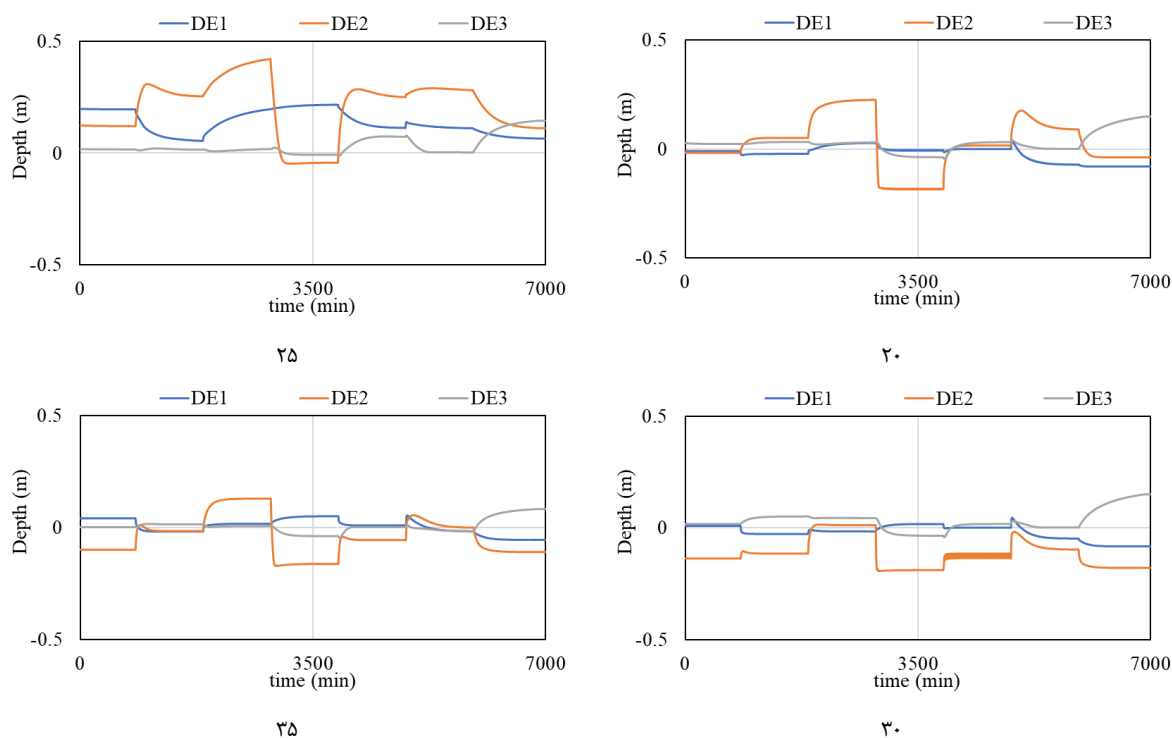 DE1 DE2 DE3
0.5
0
-0.5
Depth (m)
0 3500 7000
time (min)
۲۵
DE1 DE2 DE3
0.5
0
-0.5
Depth (m)
0 3500 7000
time (min)
۲۰
DE1 DE2 DE3
0.5
0
-0.5
Depth (m)
0 3500 7000
time (min)
۳۵
DE1 DE2 DE3
0.5
0
-0.5
Depth (m)
0 3500 7000
time (min)
۳۰